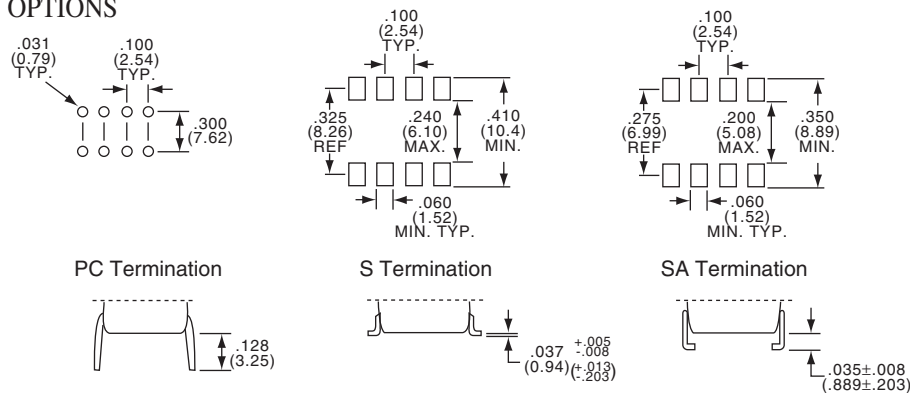 OPTIONS
.031
(0.79)
TYP.
.100
(2.54)
TYP.
.300
(7.62)
.100
(2.54)
TYP.
.325
(8.26)
REF
.240
(6.10)
MAX.
.410
(10.4)
MIN.
.060
(1.52)
MIN. TYP.
.100
(2.54)
TYP.
.275
(6.99)
REF
.200
(5.08)
MAX.
.350
(8.89)
MIN.
.060
(1.52)
MIN. TYP.
PC Termination
S Termination
SA Termination
.128
(3.25)
.037 +.005 -.008
(0.94) (+.013 -.203)
.035±.008
(.889±.203)